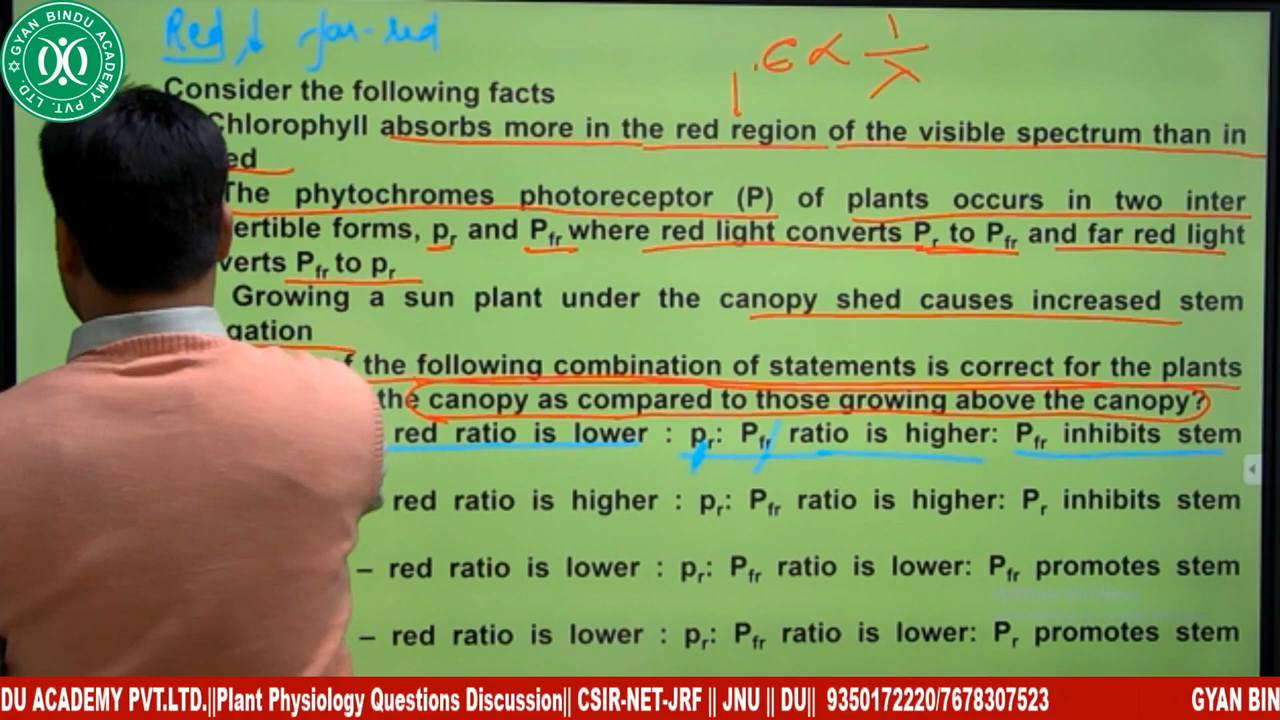 Red ↓ far-red
.E ∝ 1/λ
GYAN BINDU ACADEMY PVT. LTD.
Consider the following facts
Chlorophyll absorbs more in the red region of the visible spectrum than in
ed
The phytochromes photoreceptor (P) of plants occurs in two inter
ertible forms, pr and Pfr where red light converts Pr to Pfr and far red light
verts Pfr to pr
Growing a sun plant under the canopy shed causes increased stem
gation
f the following combination of statements is correct for the plants
the canopy as compared to those growing above the canopy?
red ratio is lower : pr: Pfr ratio is higher: Pfr inhibits stem
red ratio is higher : pr: Pfr ratio is higher: Pr inhibits stem
– red ratio is lower : pr: Pfr ratio is lower: Pfr promotes stem
– red ratio is lower : pr: Pfr ratio is lower: Pr promotes stem
DU ACADEMY PVT.LTD.||Plant Physiology Questions Discussion|| CSIR-NET-JRF || JNU || DU|| 9350172220/7678307523 GYAN BIN